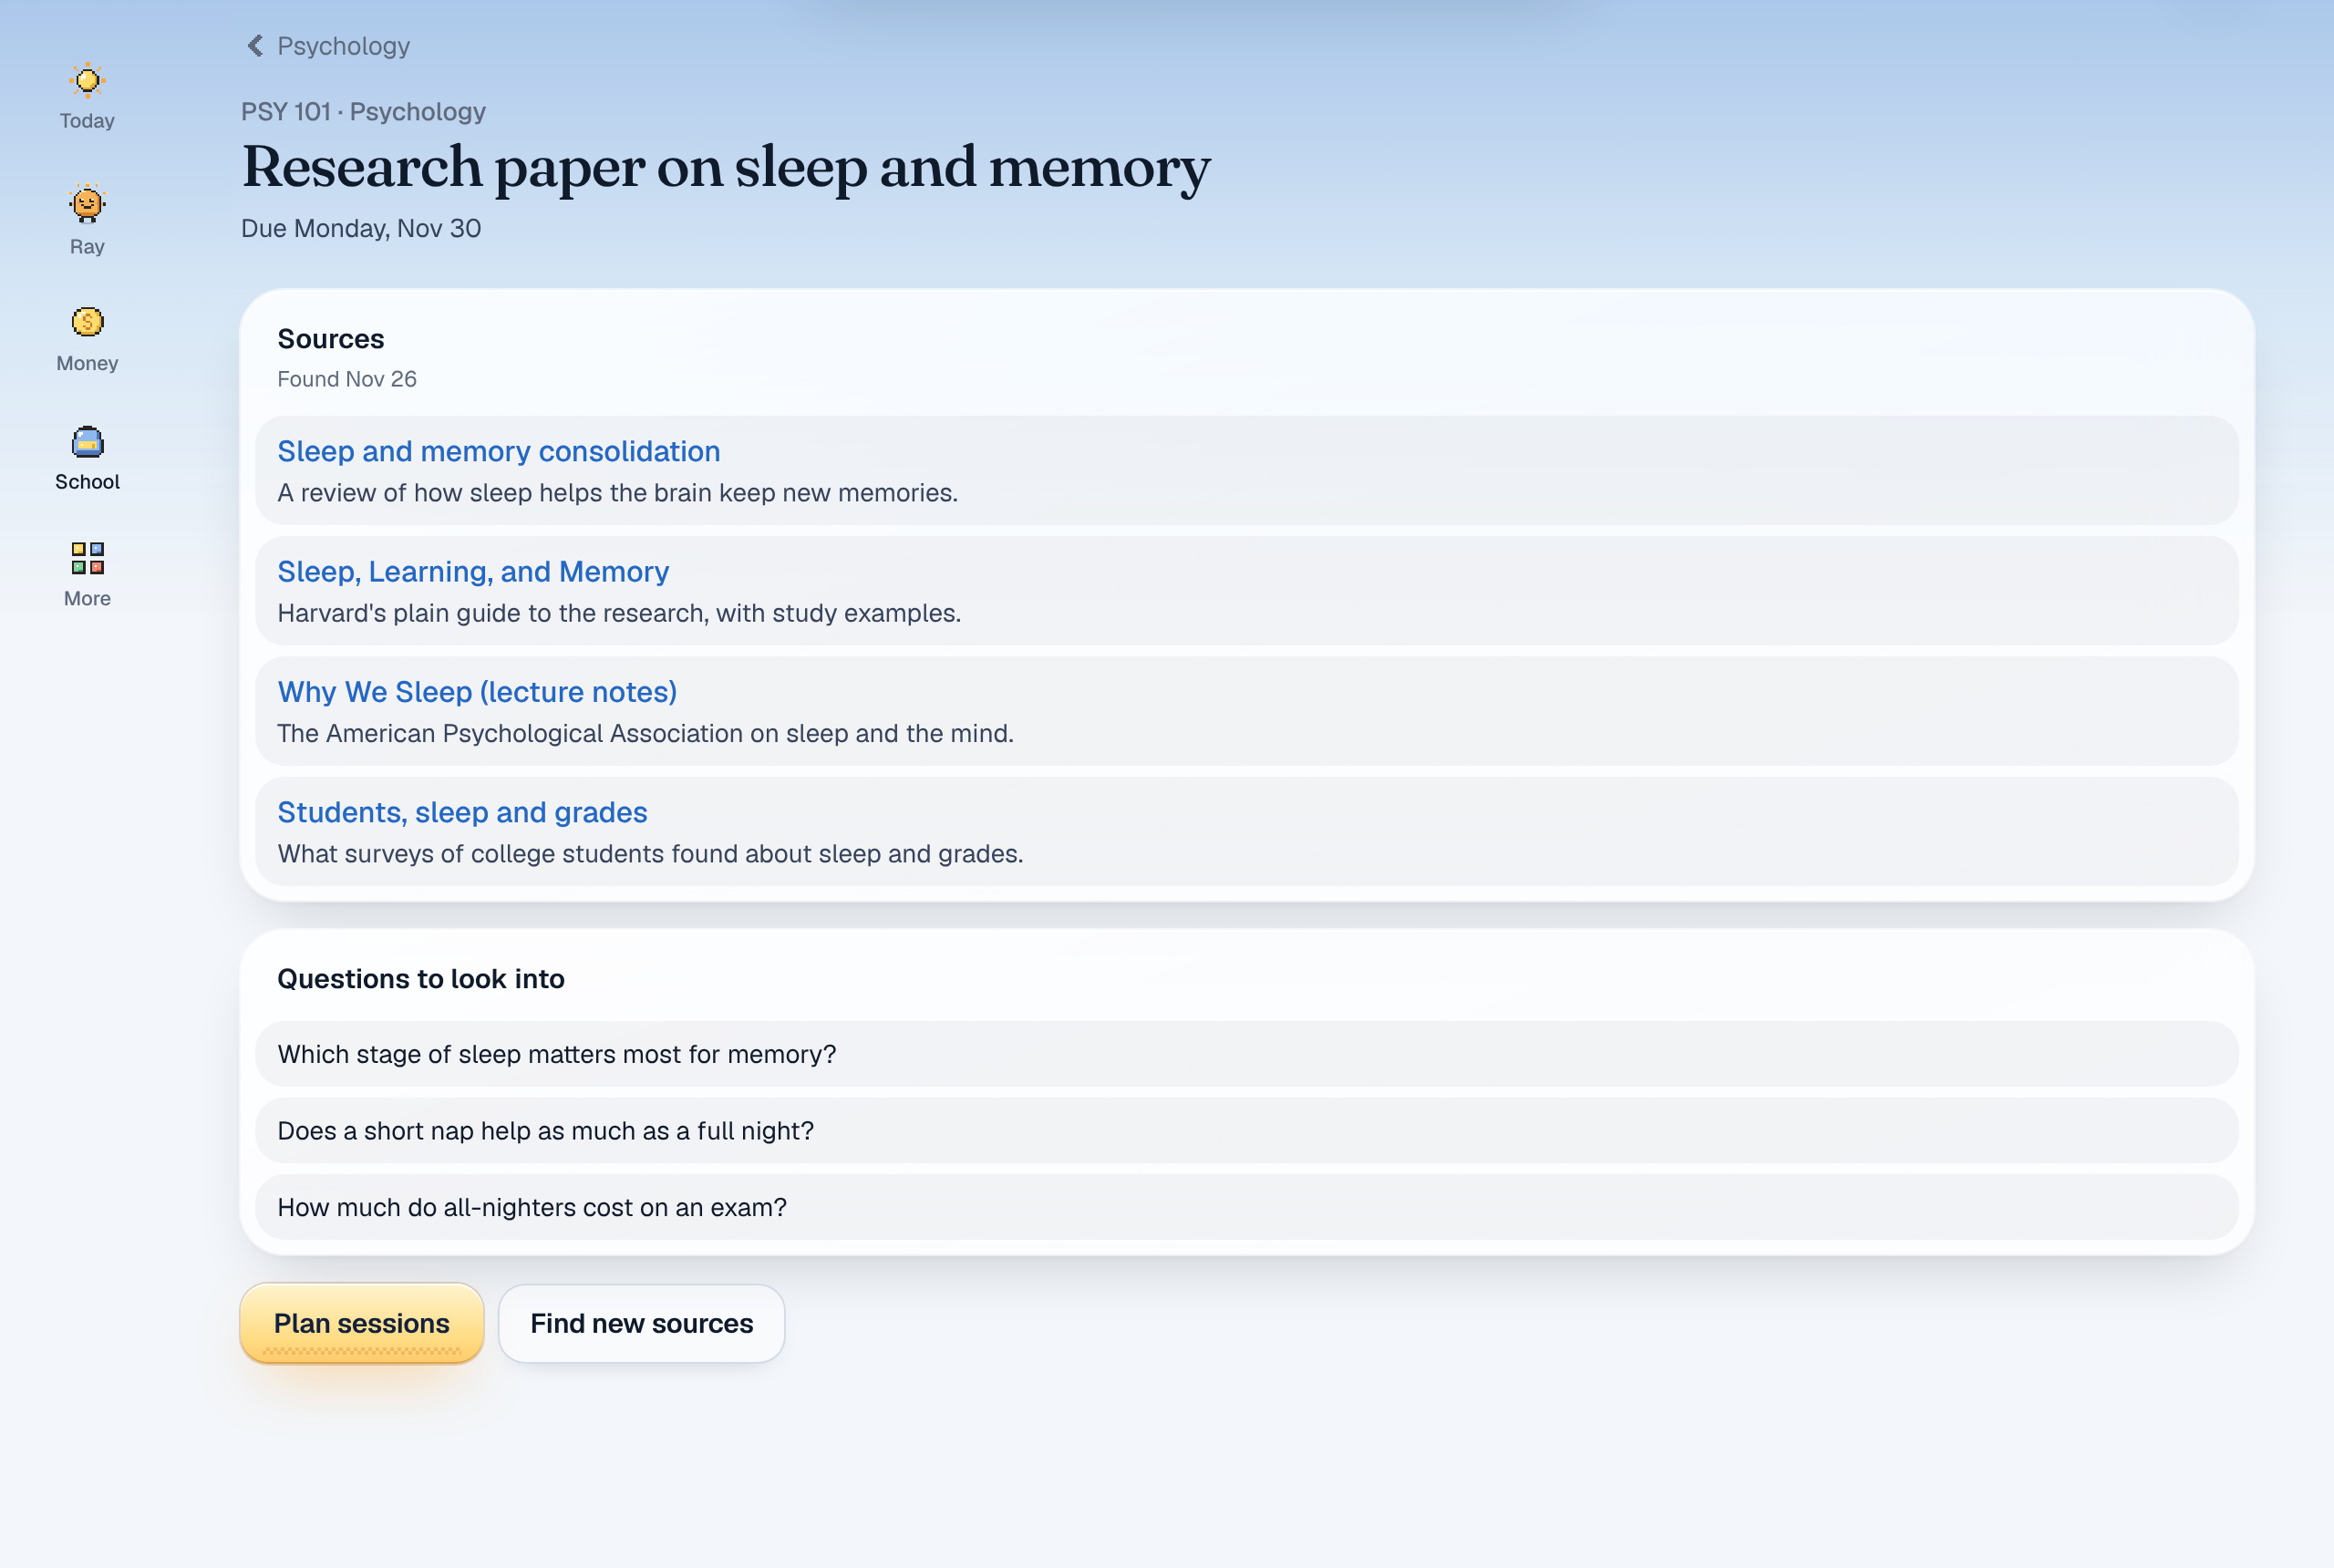 Psychology
PSY 101 · Psychology
Research paper on sleep and memory
Due Monday, Nov 30
Today
Ray
Money
School
More
Sources
Found Nov 26
Sleep and memory consolidation
A review of how sleep helps the brain keep new memories.
Sleep, Learning, and Memory
Harvard's plain guide to the research, with study examples.
Why We Sleep (lecture notes)
The American Psychological Association on sleep and the mind.
Students, sleep and grades
What surveys of college students found about sleep and grades.
Questions to look into
Which stage of sleep matters most for memory?
Does a short nap help as much as a full night?
How much do all-nighters cost on an exam?
Plan sessions
Find new sources